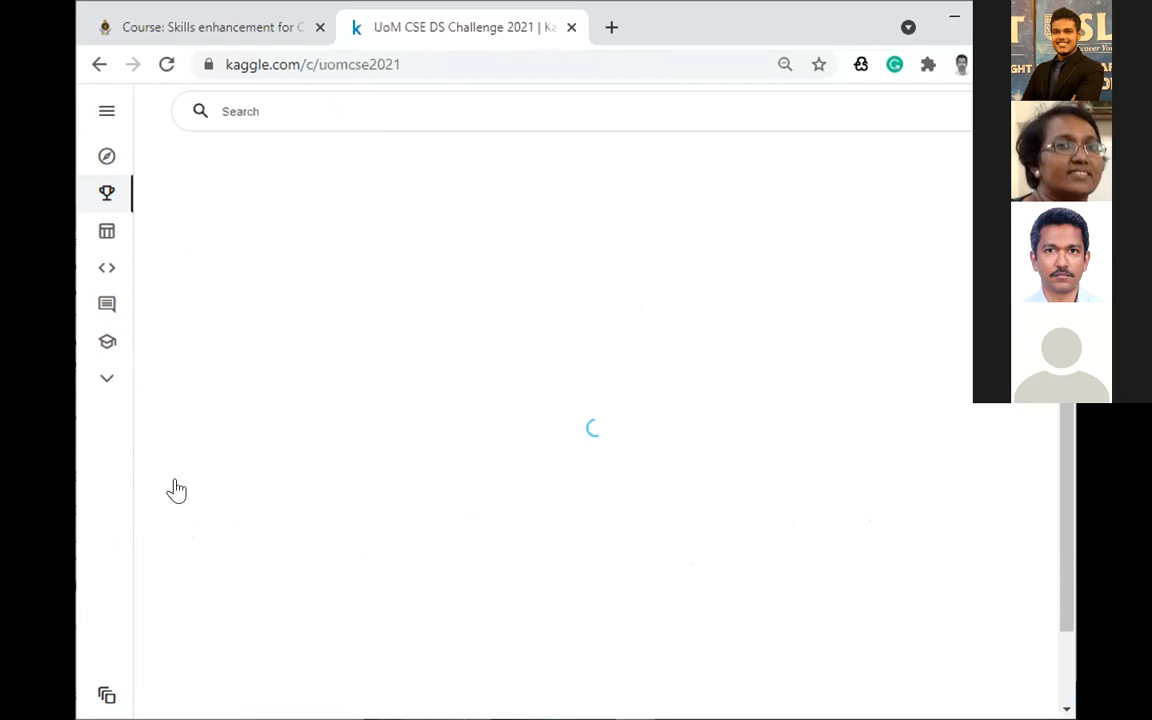 Course: Skills enhancement for C
UoM CSE DS Challenge 2021 | Ka
kaggle.com/c/uomcse2021
Search